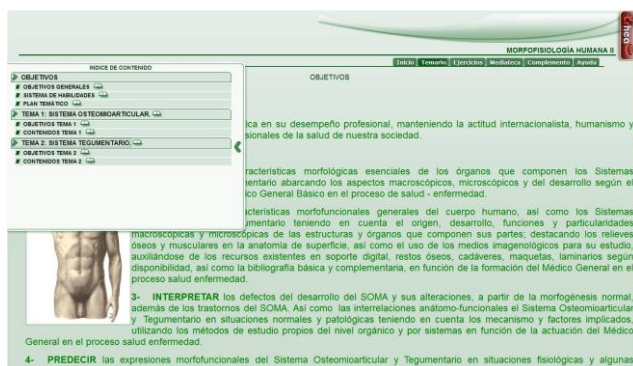 MORFOFISIOLOGÍA HUMANA II
Inicio Temario Ejercicios Mediateca Complemento Ayuda
INDICE DE CONTENIDO
OBJETIVOS
OBJETIVOS GENERALES
SISTEMA DE HABILIDADES
PLAN TEMÁTICO
TEMA 1: SISTEMA OSTEOMIOARTICULAR.
OBJETIVOS TEMA 1
CONTENIDOS TEMA 1
TEMA 2: SISTEMA TEGUMENTARIO.
OBJETIVOS TEMA 2
CONTENIDOS TEMA 2
OBJETIVOS
ica en su desempeño profesional, manteniendo la actitud internacionalista, humanismo y
sionales de la salud de nuestra sociedad.
racterísticas morfológicas esenciales de los órganos que componen los Sistemas
mentario abarcando los aspectos macroscópicos, microscópicos y del desarrollo según el
ico General Básico en el proceso de salud - enfermedad.
acterísticas morfofuncionales generales del cuerpo humano, así como los Sistemas
umentario teniendo en cuenta el origen, desarrollo, funciones y particularidades
macroscópicas y microscópicas de las estructuras y órganos que componen sus partes; destacando los relieves
óseos y musculares en la anatomía de superficie, así como el uso de los medios imagenológicos para su estudio,
auxiliándose de los recursos existentes en soporte digital, restos óseos, cadáveres, maquetas, laminarios según
disponibilidad, así como la bibliografía básica y complementaria, en función de la formación del Médico General en el
proceso salud enfermedad.
3- INTERPRETAR los defectos del desarrollo del SOMA y sus alteraciones, a partir de la morfogénesis normal,
además de los trastornos del SOMA. Así como las interrelaciones anátomo-funcionales el Sistema Osteomioarticular
y Tegumentario en situaciones normales y patológicas teniendo en cuenta los mecanismo y factores implicados,
utilizando los métodos de estudio propios del nivel orgánico y por sistemas en función de la actuación del Médico
General en el proceso salud enfermedad.
4- PREDECIR las expresiones morfofuncionales del Sistema Osteomioarticular y Tegumentario en situaciones fisiológicas y algunas